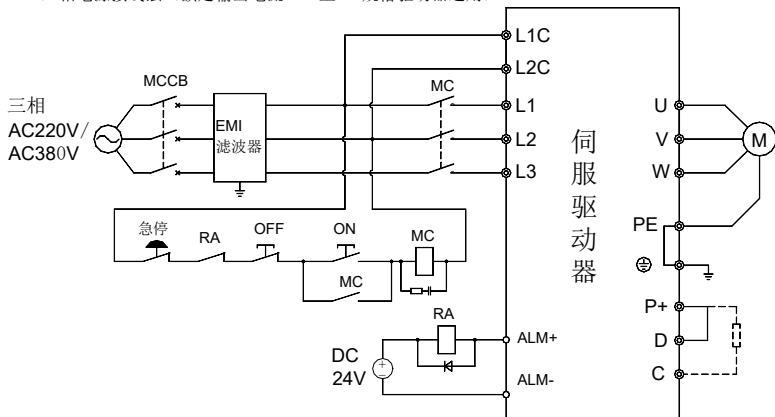 L1C
L2C
MCCB
MC
三相
AC220V/
AC380V
EMI
滤波器
L1
L2
L3
U
V
W
M
伺服驱动器
急停
RA
OFF
ON
MC
MC
PE
P+
D
C
RA
DC
24V
ALM+
ALM-